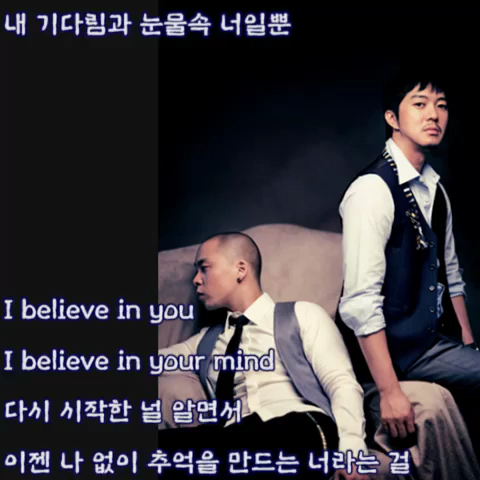 내 기다림과 눈물속 너일뿐
I believe in you
I believe in your mind
다시 시작한 널 알면서
이젠 나 없이 추억을 만드는 너라는 걸